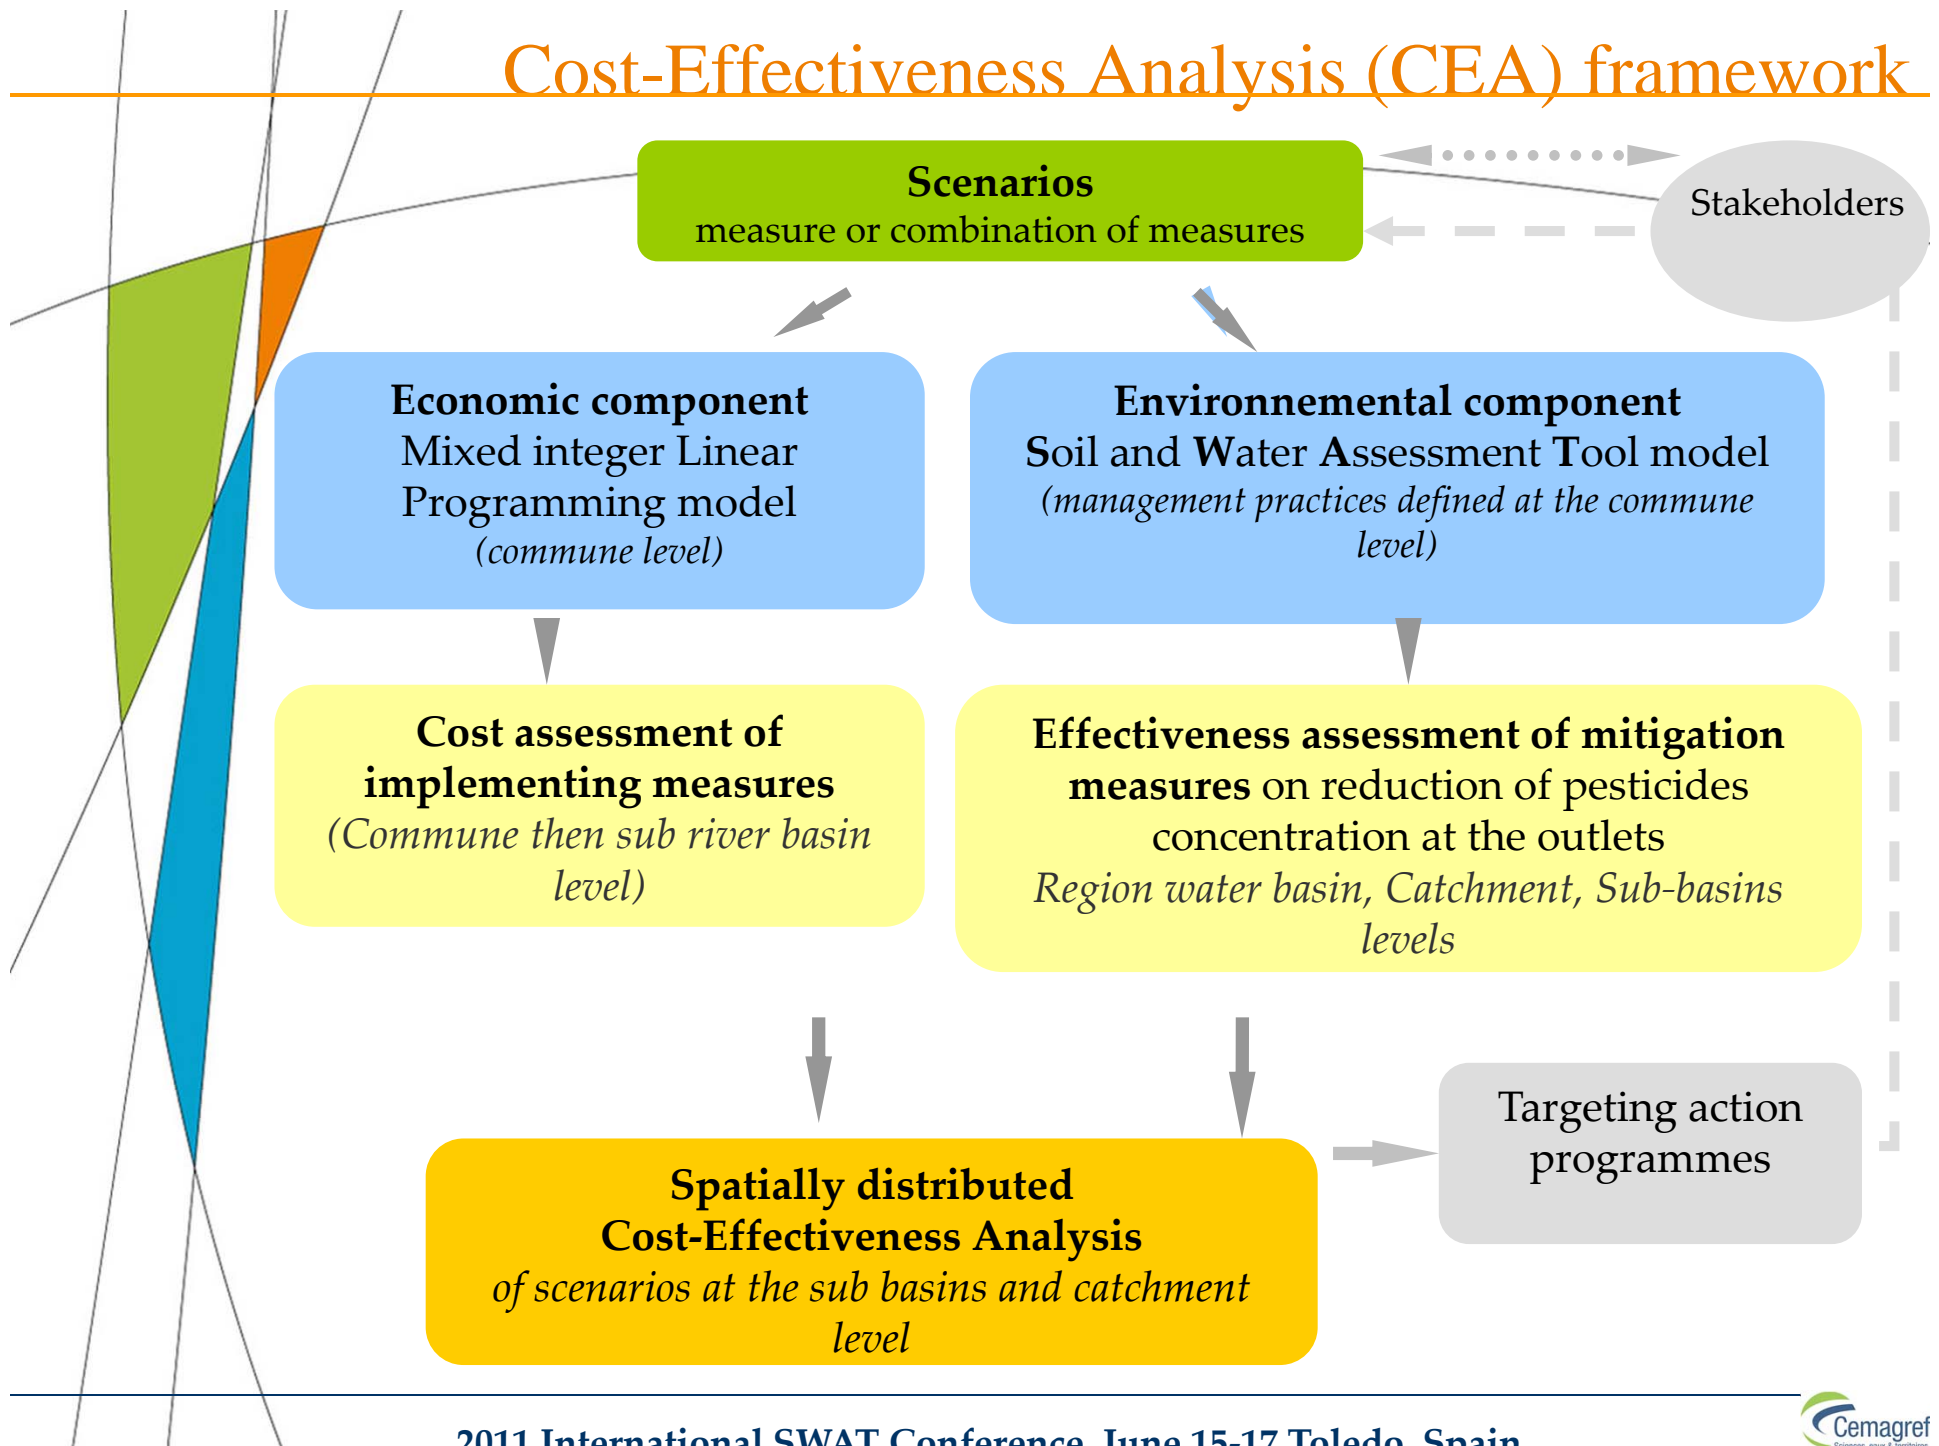 Cost-Effectiveness Analysis (CEA) framework
Scenarios
measure or combination of measures
Stakeholders
Economic component
Mixed integer Linear
Programming model
(commune level)
Environnemental component
Soil and Water Assessment Tool model
(management practices defined at the commune
level)
Cost assessment of
implementing measures
(Commune then sub river basin
level)
Effectiveness assessment of mitigation
measures on reduction of pesticides
concentration at the outlets
Region water basin, Catchment, Sub-basins
levels
Targeting action
programmes
Spatially distributed
Cost-Effectiveness Analysis
of scenarios at the sub basins and catchment
level
2011 International SWAT Conference, June 15-17 Toledo, Spain
Cemagref
Sciences, eaux & territoires